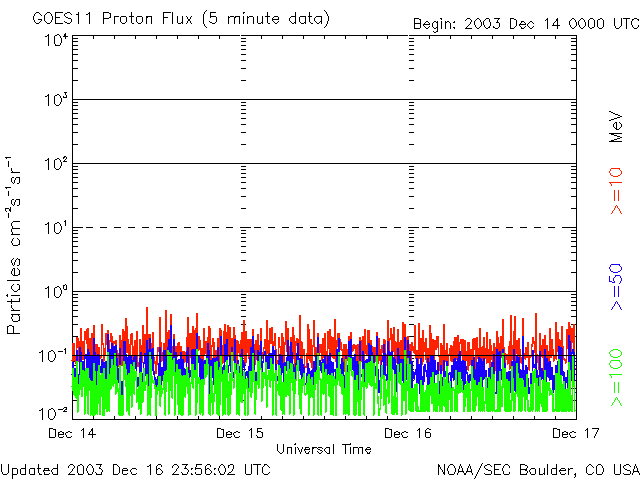 GOES11 Proton Flux (5 minute data)
Begin: 2003 Dec 14 0000 UTC
10⁴
10³
10²
10¹
10⁰
10⁻¹
10⁻²
Particles cm⁻²s⁻¹sr⁻¹
MeV
>=10
>=50
>=100
Dec 14
Dec 15
Dec 16
Dec 17
Universal Time
Updated 2003 Dec 16 23:56:02 UTC
NOAA/SEC Boulder, CO USA